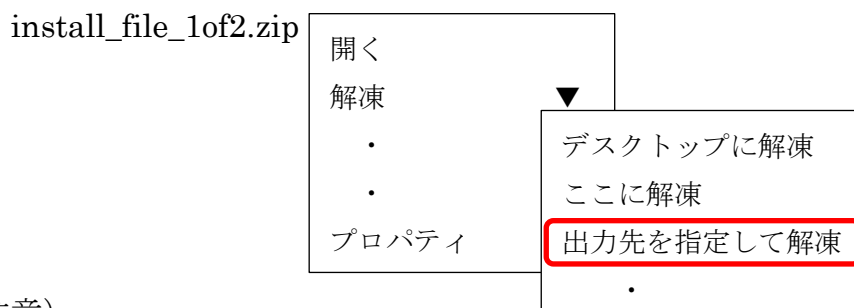 install_file_1of2.zip
開く
解凍 ▼
・
・
プロパティ
デスクトップに解凍
ここに解凍
出力先を指定して解凍
・
意）